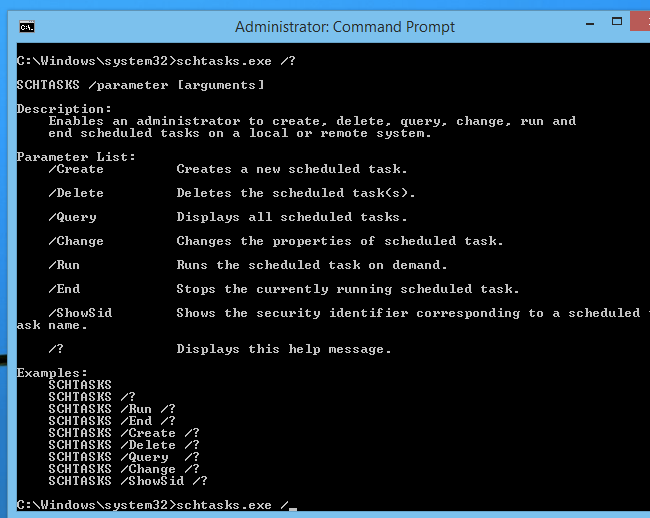 Administrator: Command Prompt
C:\Windows\system32>schtasks.exe /?
SCHTASKS /parameter [arguments]
Description:
Enables an administrator to create, delete, query, change, run and
end scheduled tasks on a local or remote system.
Parameter List:
/Create Creates a new scheduled task.
/Delete Deletes the scheduled task(s).
/Query Displays all scheduled tasks.
/Change Changes the properties of scheduled task.
/Run Runs the scheduled task on demand.
/End Stops the currently running scheduled task.
/ShowSid Shows the security identifier corresponding to a scheduled t
ask name.
/? Displays this help message.
Examples:
SCHTASKS
SCHTASKS /?
SCHTASKS /Run /?
SCHTASKS /End /?
SCHTASKS /Create /?
SCHTASKS /Delete /?
SCHTASKS /Query /?
SCHTASKS /Change /?
SCHTASKS /ShowSid /?
C:\Windows\system32>schtasks.exe /_